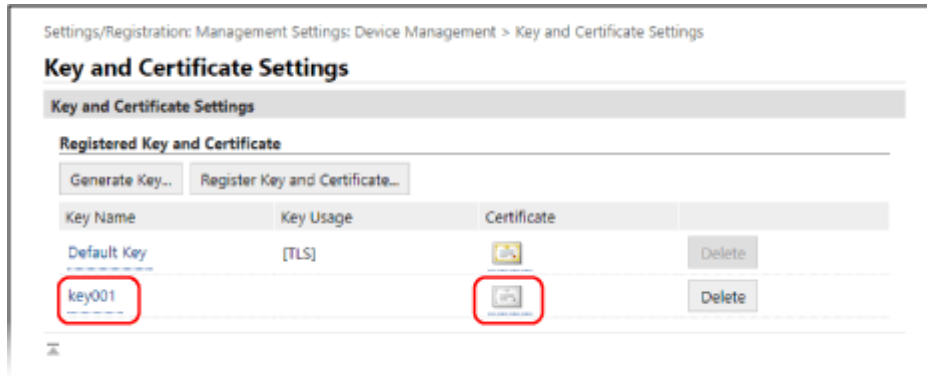 Settings/Registration: Management Settings: Device Management > Key and Certificate Settings
Key and Certificate Settings
Key and Certificate Settings
Registered Key and Certificate
Generate Key... Register Key and Certificate...
Key Name Key Usage Certificate
Default Key [TLS] Delete
key001 Delete